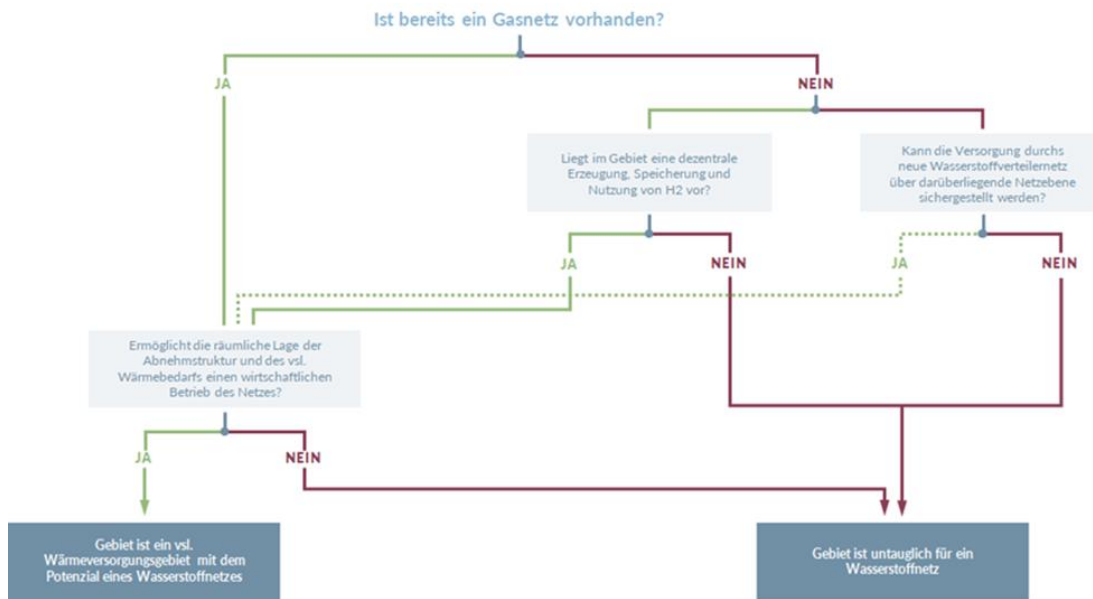 Ist bereits ein Gasnetz vorhanden?
JA
NEIN
Liegt im Gebiet eine dezentrale
Erzeugung, Speicherung und
Nutzung von H2 vor?
Kann die Versorgung durchs
neue Wasserstoffverteilernetz
über darüberliegende Netzebene
sichergestellt werden?
JA
NEIN
JA
NEIN
Ermöglicht die räumliche Lage der
Abnehmstruktur und des vsl.
Wärmebedarfs einen wirtschaftlichen
Betrieb des Netzes?
JA
NEIN
Gebiet ist ein vsl.
Wärmeversorgungsgebiet mit dem
Potenzial eines Wasserstoffnetzes
Gebiet ist untauglich für ein
Wasserstoffnetz